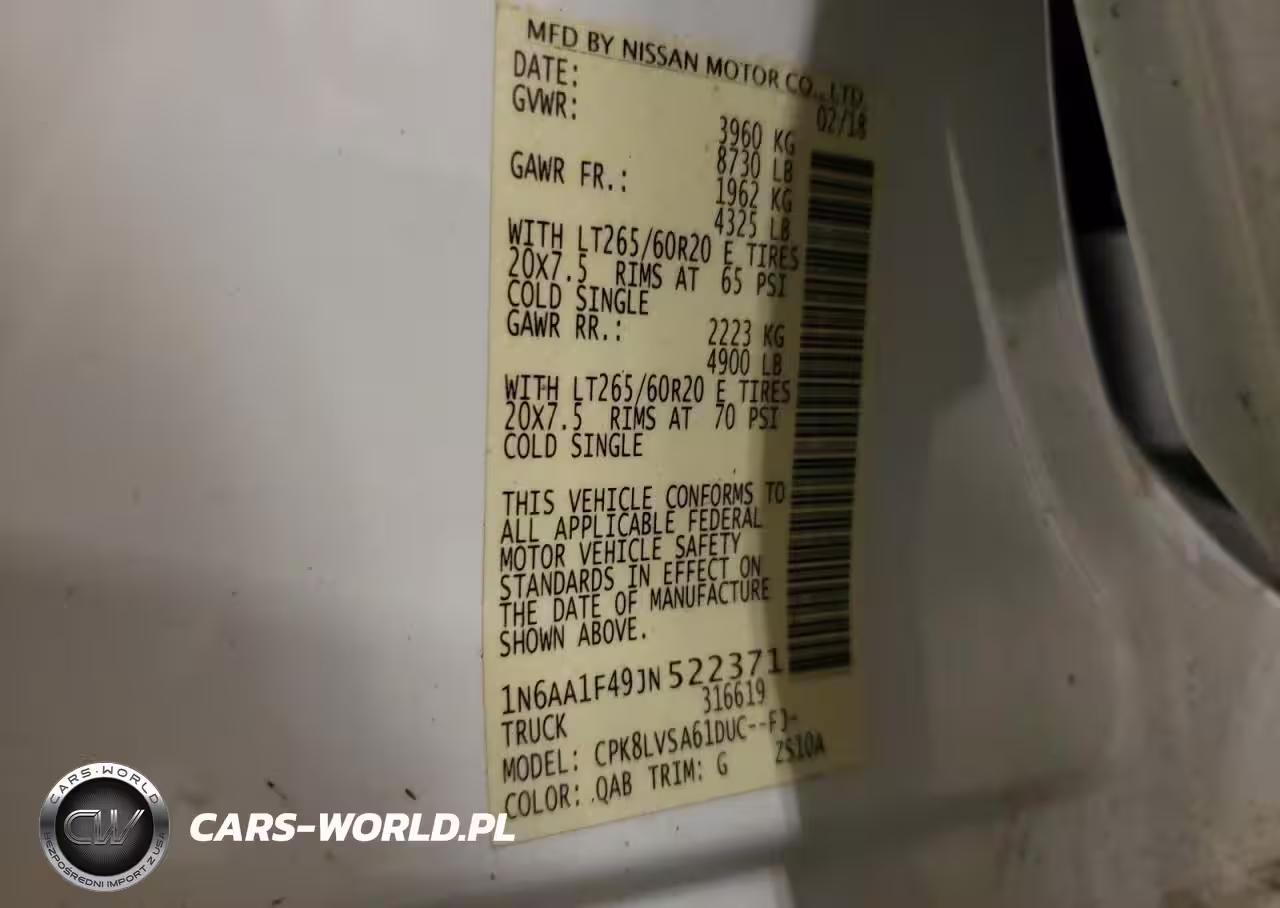 MFD BY NISSAN MOTOR CO., LTD.
DATE: 02/18
GVWR: 3960 KG
8730 LB
GAWR FR.: 1962 KG
4325 LB
WITH LT265/60R20 E TIRES
20X7.5 RIMS AT 65 PSI
COLD SINGLE
GAWR RR.: 2223 KG
4900 LB
WITH LT265/60R20 E TIRES
20X7.5 RIMS AT 70 PSI
COLD SINGLE
THIS VEHICLE CONFORMS TO
ALL APPLICABLE FEDERAL
MOTOR VEHICLE SAFETY
STANDARDS IN EFFECT ON
THE DATE OF MANUFACTURE
SHOWN ABOVE.
1N6AA1F49JN522371
TRUCK 316619
MODEL: CPK8LVSA61DUC--FJ-
COLOR: QAB TRIM: G ZS10A
CARS-WORLD
CW
BEZPOŚREDNI IMPORT Z USA
CARS-WORLD.PL